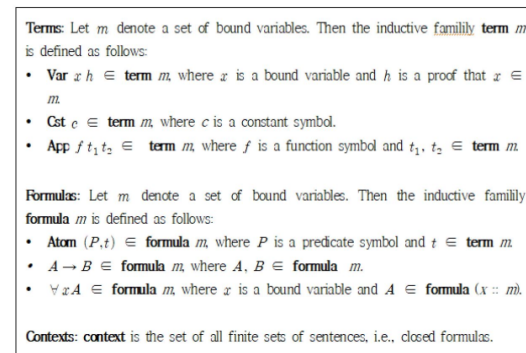 Terms: Let m denote a set of bound variables. Then the inductive familily term m
is defined as follows:
• Var x h ∈ term m, where x is a bound variable and h is a proof that x ∈
m.
• Cst c ∈ term m, where c is a constant symbol.
• App f t₁ t₂ ∈ term m, where f is a function symbol and t₁, t₂ ∈ term m.
Formulas: Let m denote a set of bound variables. Then the inductive familily
formula m is defined as follows:
• Atom (P,t) ∈ formula m, where P is a predicate symbol and t ∈ term m.
• A → B ∈ formula m, where A, B ∈ formula m.
• ∀xA ∈ formula m, where x is a bound variable and A ∈ formula (x :: m).
Contexts: context is the set of all finite sets of sentences, i.e., closed formulas.